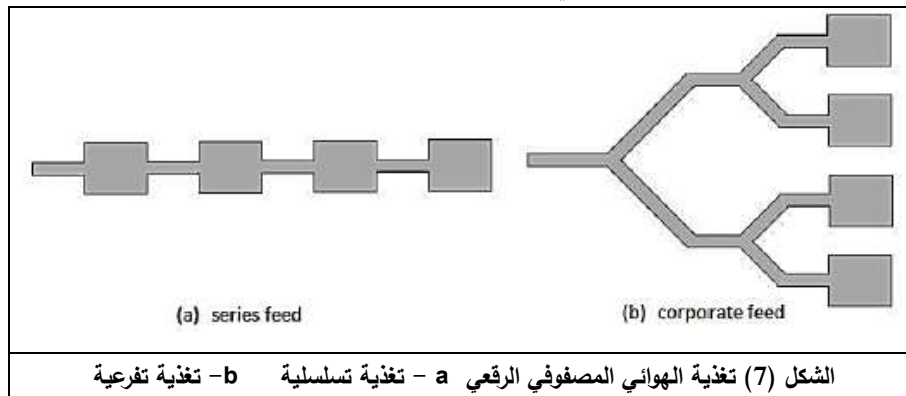 (a) series feed
(b) corporate feed
الشكل (7) تغذية الهوائي المصفوفي الرقعي a - تغذية تسلسلية b- تغذية تفرعية